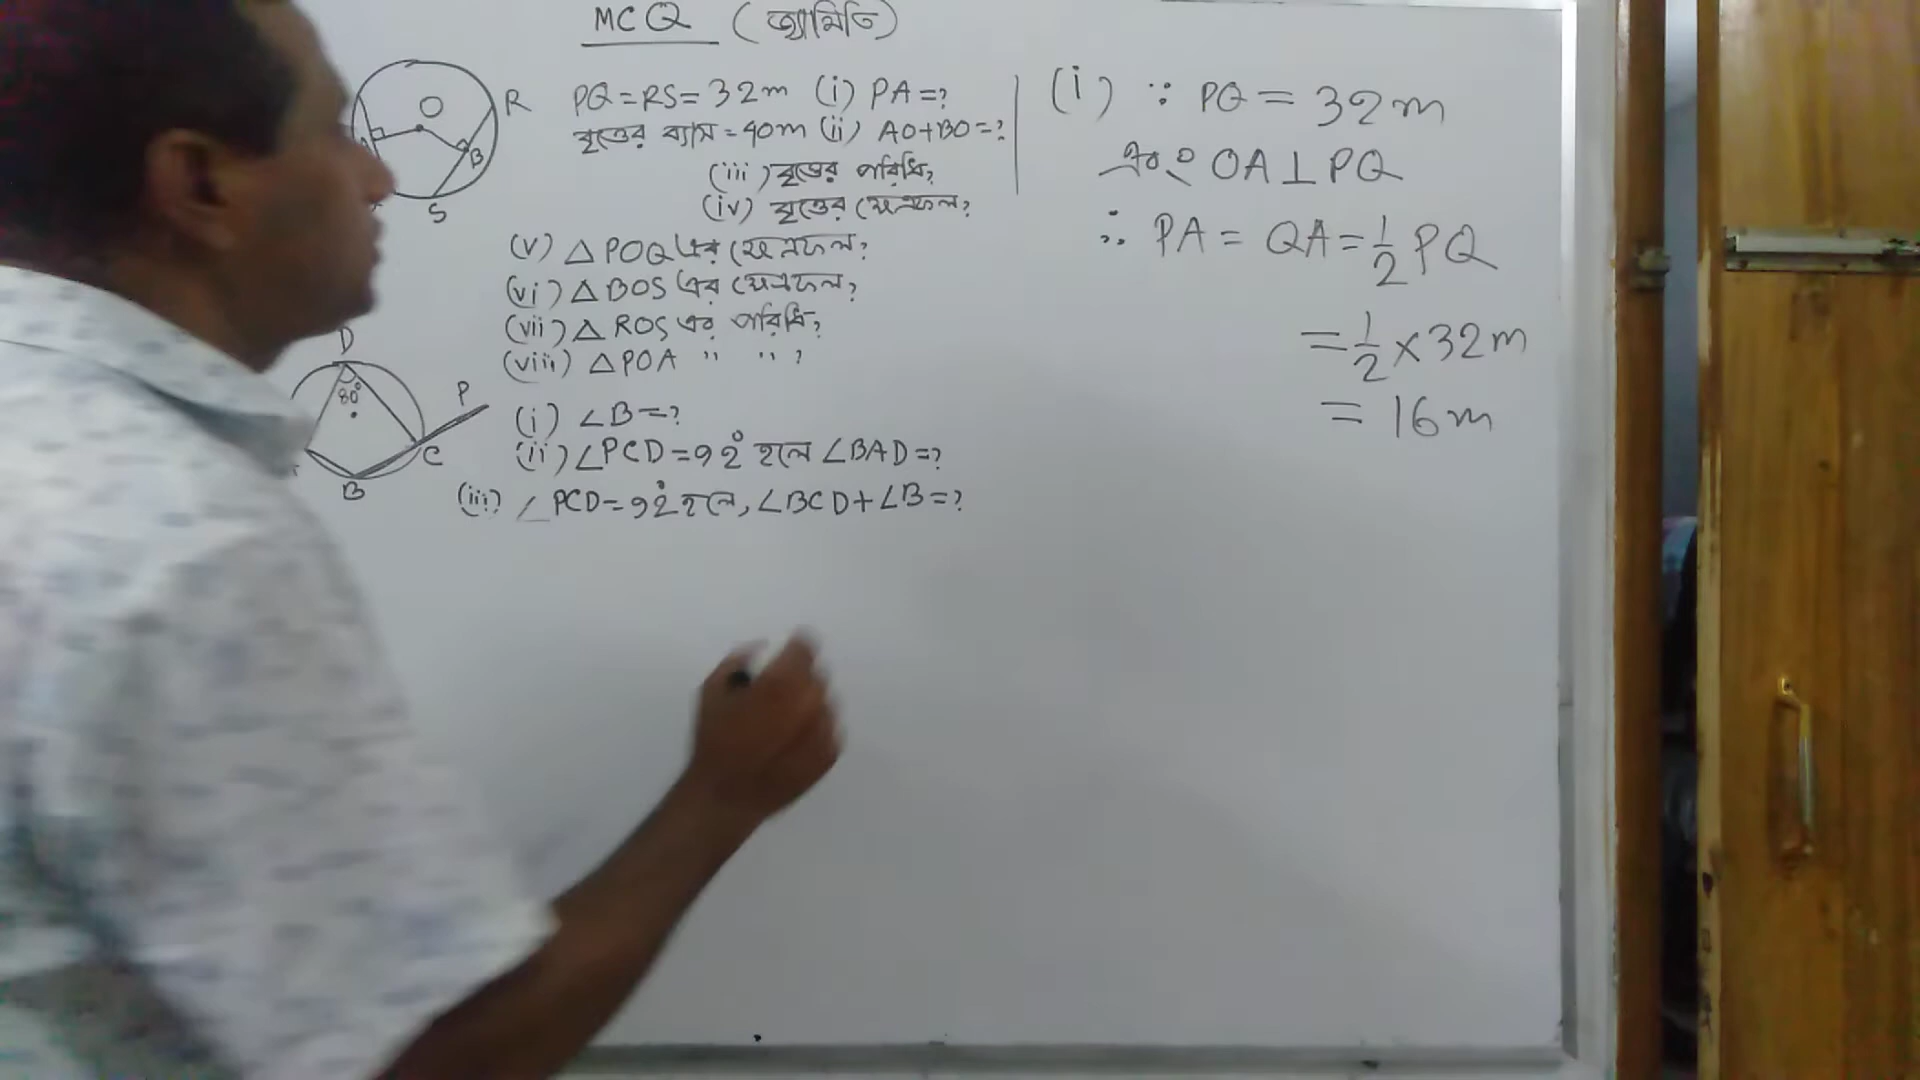 MCQ (জ্যামিতি)
PQ = RS = 32m (i) PA = ?
বৃত্তের ব্যাস = 40m (ii) AO+BO = ?
(iii) বৃত্তের পরিধি?
(iv) বৃত্তের ক্ষেত্রফল?
(v) △ POQ এর ক্ষেত্রফল?
(vi) △ BOS এর ক্ষেত্রফল?
(vii) △ ROS এর পরিধি?
(viii) △ POA " " ?
O
R
B
S
D
80°
P
C
B
(i) ∠B = ?
(ii) ∠PCD = 92° হলে ∠BAD = ?
(iii) ∠PCD = 92° হলে, ∠BCD + ∠B = ?
(i) ∵ PQ = 32m
এবং OA ⊥ PQ
∴ PA = QA = 1/2 PQ
= 1/2 × 32m
= 16m